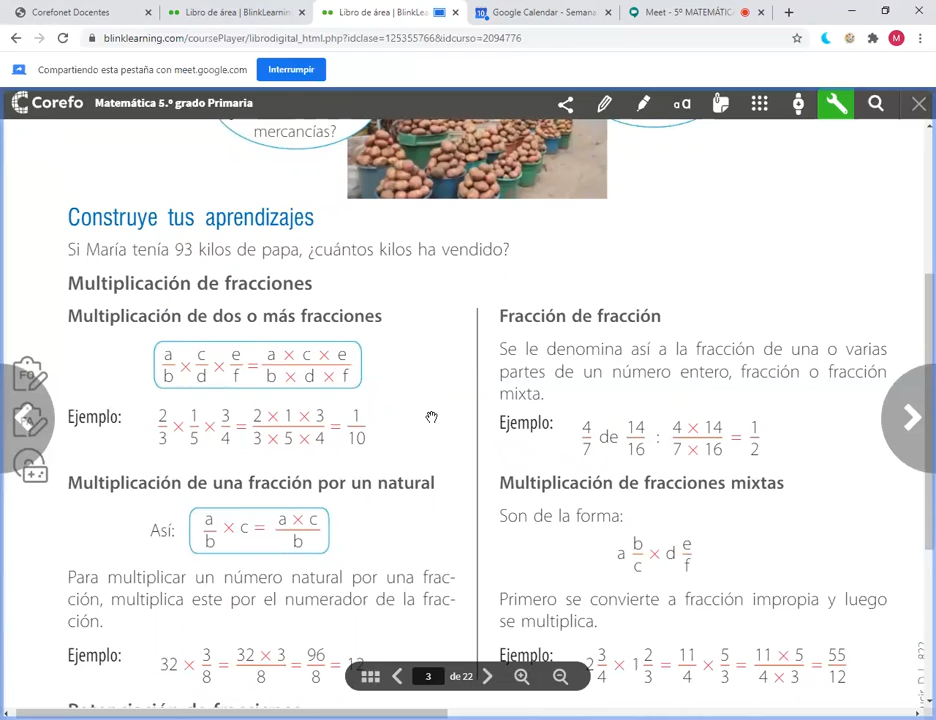 Corefonet Docentes
Libro de área | BlinkLearnin
Libro de área | BlinkLea
Google Calendar - Semana
Meet - 5º MATEMÁTIC
blinklearning.com/coursePlayer/librodigital_html.php?idclase=125355766&idcurso=2094776
M
Compartiendo esta pestaña con meet.google.com
Interrumpir
Corefo
Matemática 5.º grado Primaria
aA
mercancías?
Construye tus aprendizajes
Si María tenía 93 kilos de papa, ¿cuántos kilos ha vendido?
Multiplicación de fracciones
Multiplicación de dos o más fracciones
a/b × c/d × e/f = a × c × e / b × d × f
Ejemplo: 2/3 × 1/5 × 3/4 = 2 × 1 × 3 / 3 × 5 × 4 = 1/10
Multiplicación de una fracción por un natural
Así: a/b × c = a × c / b
Para multiplicar un número natural por una frac-
ción, multiplica este por el numerador de la frac-
ción.
Ejemplo: 32 × 3/8 = 32 × 3 / 8 = 96/8 = 12
Fracción de fracción
Se le denomina así a la fracción de una o varias
partes de un número entero, fracción o fracción
mixta.
Ejemplo: 4/7 de 14/16 : 4 × 14 / 7 × 16 = 1/2
Multiplicación de fracciones mixtas
Son de la forma:
a b/c × d e/f
Primero se convierte a fracción impropia y luego
se multiplica.
Ejemplo: 2 3/4 × 1 2/3 = 11/4 × 5/3 = 11 × 5 / 4 × 3 = 55/12
3 de 22